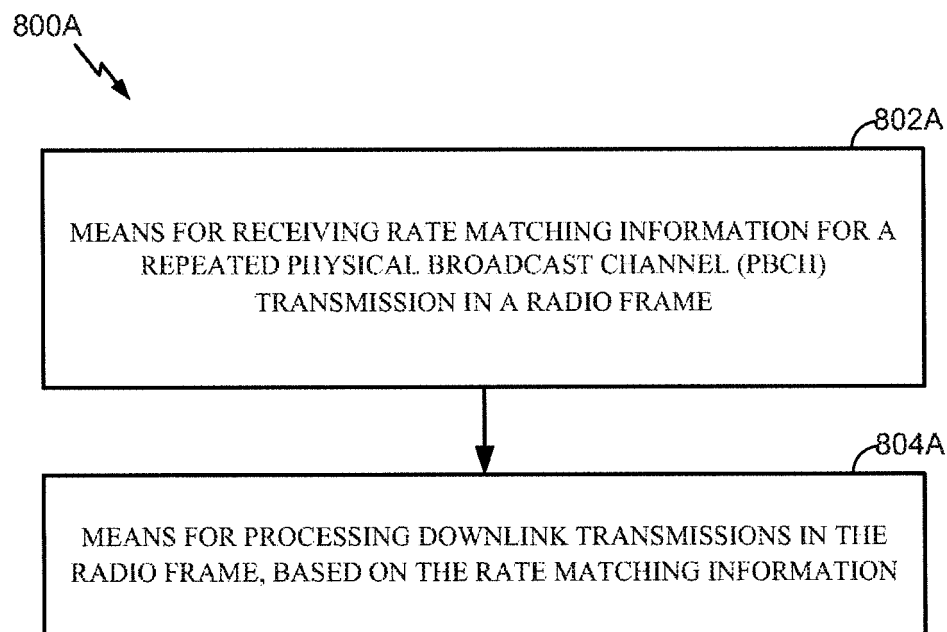 800A
802A
MEANS FOR RECEIVING RATE MATCHING INFORMATION FOR A
REPEATED PHYSICAL BROADCAST CHANNEL (PBCH)
TRANSMISSION IN A RADIO FRAME
804A
MEANS FOR PROCESSING DOWNLINK TRANSMISSIONS IN THE
RADIO FRAME, BASED ON THE RATE MATCHING INFORMATION